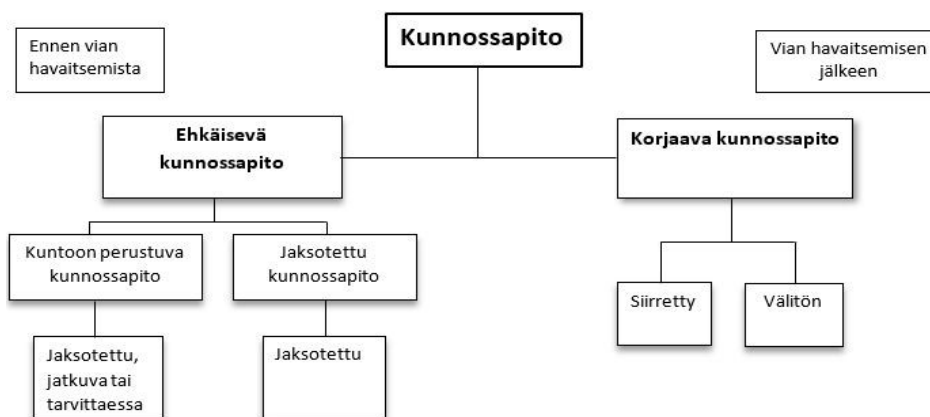 Kunnossapito
Ennen vian
havaitsemista
Vian havaitsemisen
jälkeen
Ehkäisevä
kunnossapito
Korjaava kunnossapito
Kuntoon perustuva
kunnossapito
Jaksotettu
kunnossapito
Siirretty
Välitön
Jaksotettu,
jatkuva tai
tarvittaessa
Jaksotettu